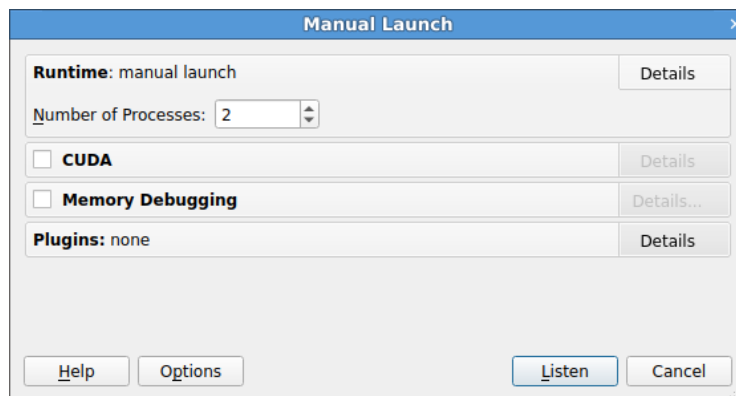 Manual Launch
Runtime: manual launch Details
Number of Processes: 2
CUDA Details
Memory Debugging Details...
Plugins: none Details
Help Options Listen Cancel